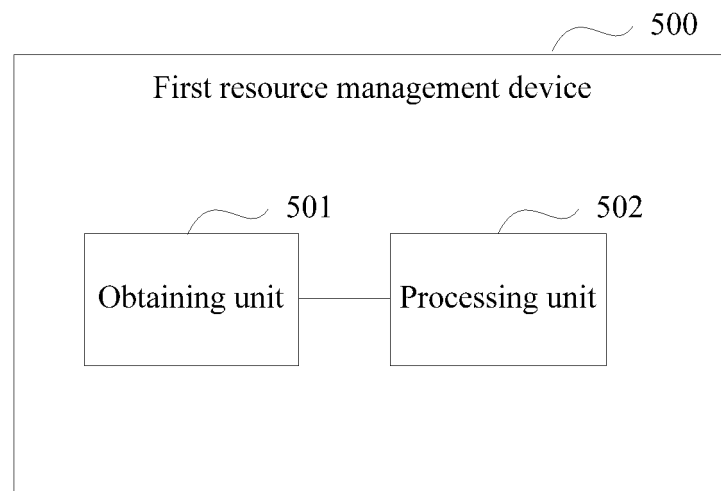 500
First resource management device
501
502
Obtaining unit
Processing unit